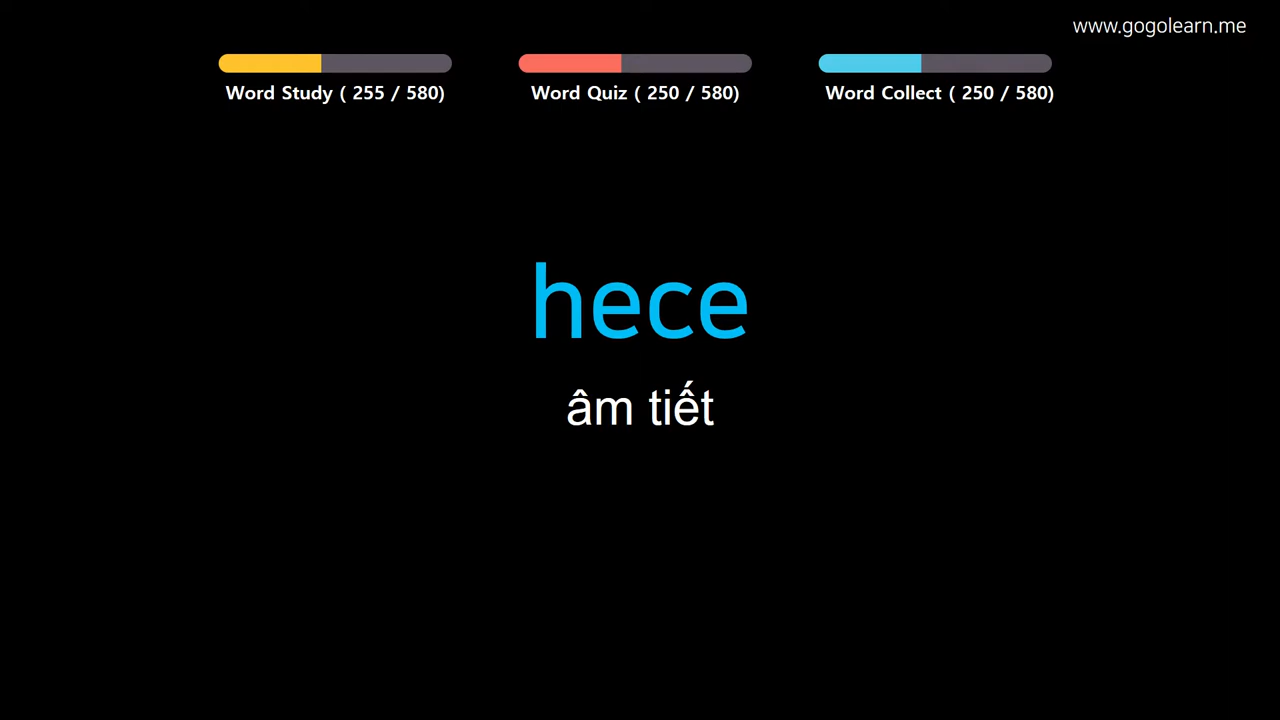 www.gogolearn.me
Word Study ( 255 / 580)
Word Quiz ( 250 / 580)
Word Collect ( 250 / 580)
hece
âm tiết